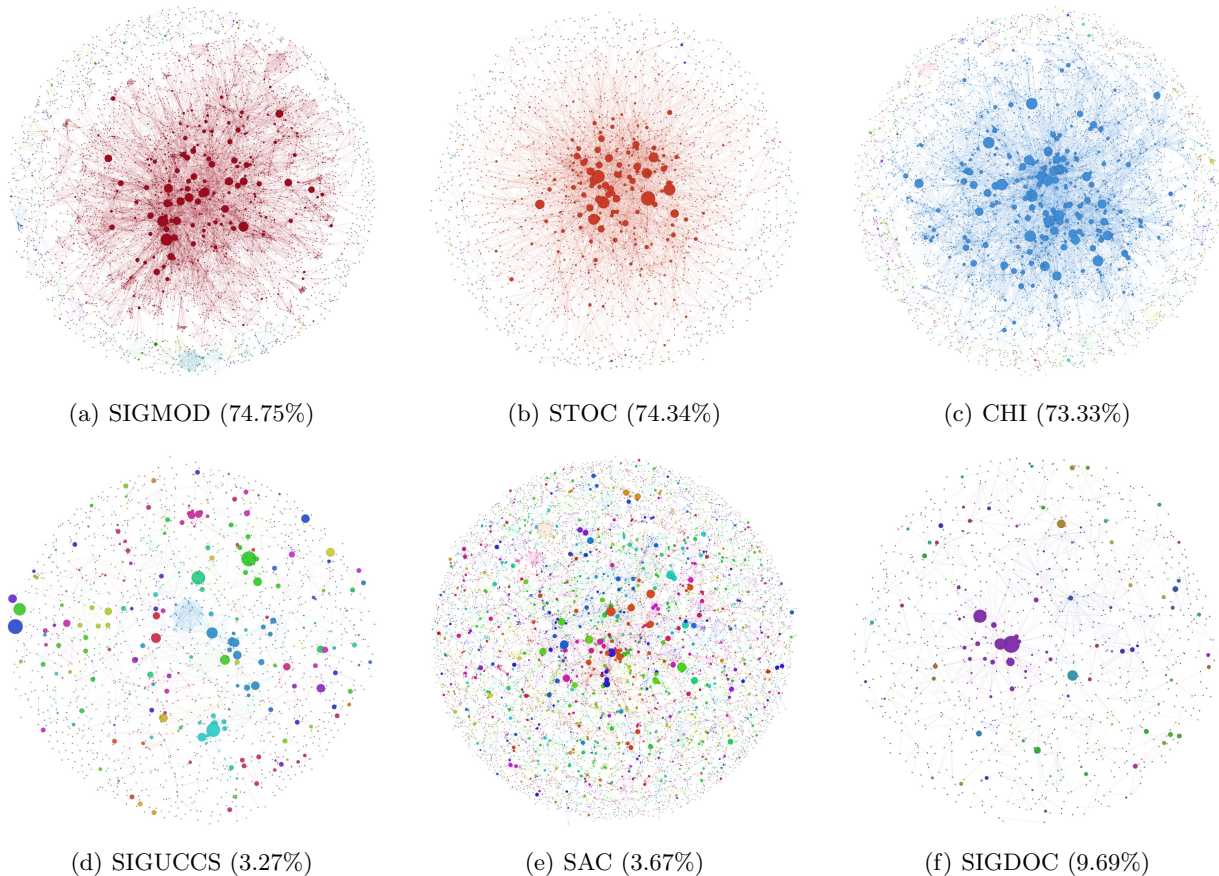 (a) SIGMOD (74.75%)
(b) STOC (74.34%)
(c) CHI (73.33%)
(d) SIGUCCS (3.27%)
(e) SAC (3.67%)
(f) SIGDOC (9.69%)